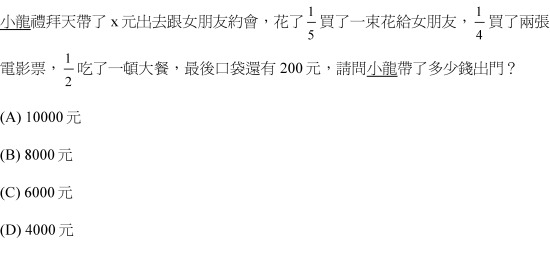 小龍禮拜天帶了 x 元出去跟女朋友約會，花了 1/5 買了一束花給女朋友，1/4 買了兩張
電影票，1/2 吃了一頓大餐，最後口袋還有 200 元，請問小龍帶了多少錢出門？
(A) 10000 元
(B) 8000 元
(C) 6000 元
(D) 4000 元